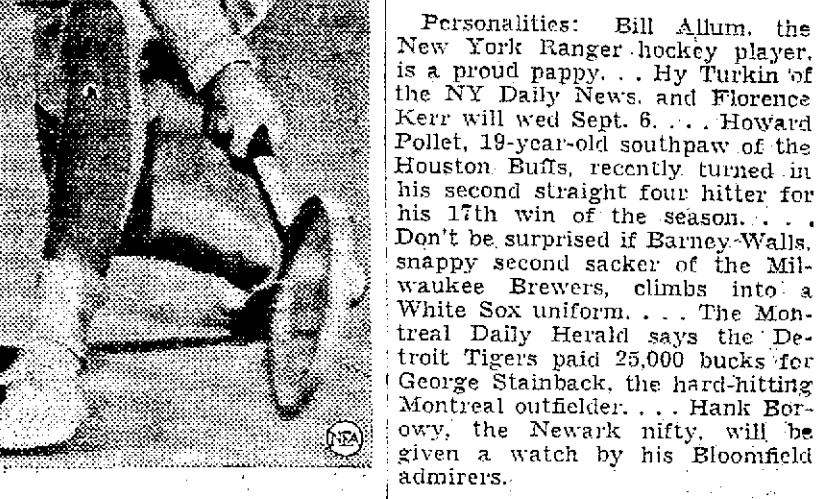 Personalities: Bill Allum, the
New York Ranger hockey player,
is a proud pappy. . . Hy Turkin of
the NY Daily News, and Florence
Kerr will wed Sept. 6. . . . Howard
Pollet, 19-year-old southpaw of the
Houston Buffs, recently turned in
his second straight four hitter for
his 17th win of the season. . . .
Don't be surprised if Barney Walls,
snappy second sacker of the Mil-
waukee Brewers, climbs into a
White Sox uniform. . . . The Mon-
treal Daily Herald says the De-
troit Tigers paid 25,000 bucks for
George Stainback, the hard-hitting
Montreal outfielder. . . . Hank Bor-
owy, the Newark nifty, will be
given a watch by his Bloomfield
admirers.
NEA